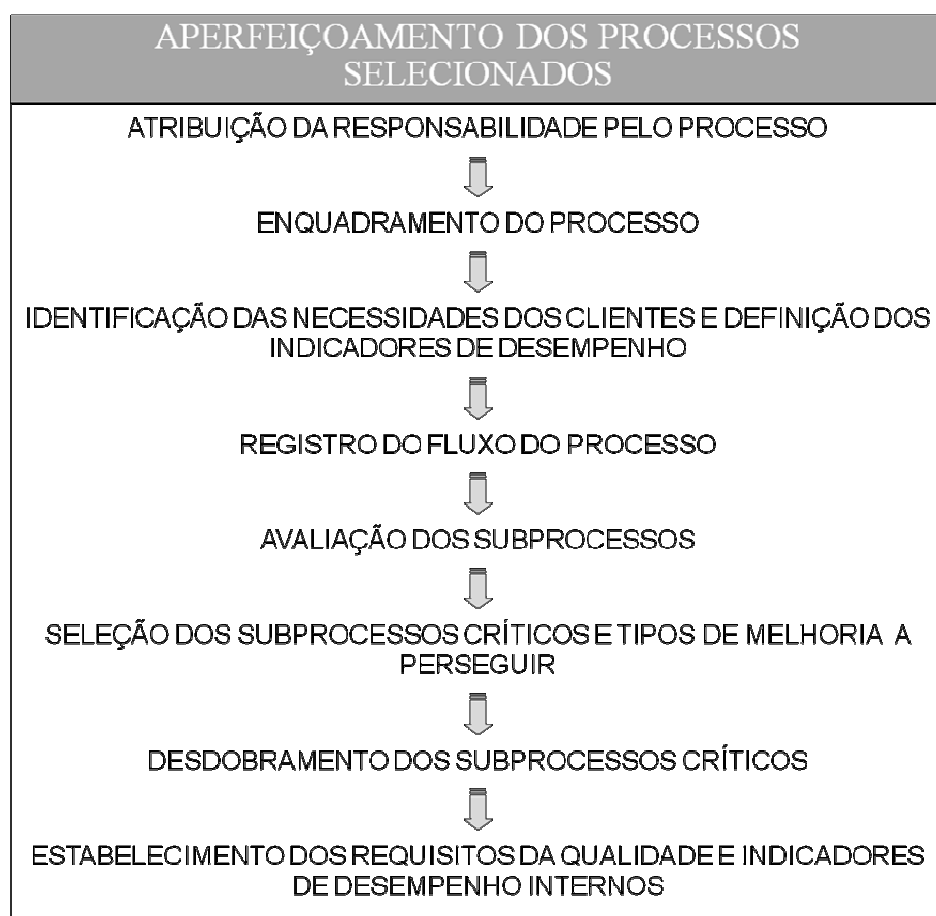 APERFEIÇOAMENTO DOS PROCESSOS
SELECIONADOS
ATRIBUIÇÃO DA RESPONSABILIDADE PELO PROCESSO
ENQUADRAMENTO DO PROCESSO
IDENTIFICAÇÃO DAS NECESSIDADES DOS CLIENTES E DEFINIÇÃO DOS
INDICADORES DE DESEMPENHO
REGISTRO DO FLUXO DO PROCESSO
AVALIAÇÃO DOS SUBPROCESSOS
SELEÇÃO DOS SUBPROCESSOS CRÍTICOS E TIPOS DE MELHORIA A
PERSEGUIR
DESDOBRAMENTO DOS SUBPROCESSOS CRÍTICOS
ESTABELECIMENTO DOS REQUISITOS DA QUALIDADE E INDICADORES
DE DESEMPENHO INTERNOS